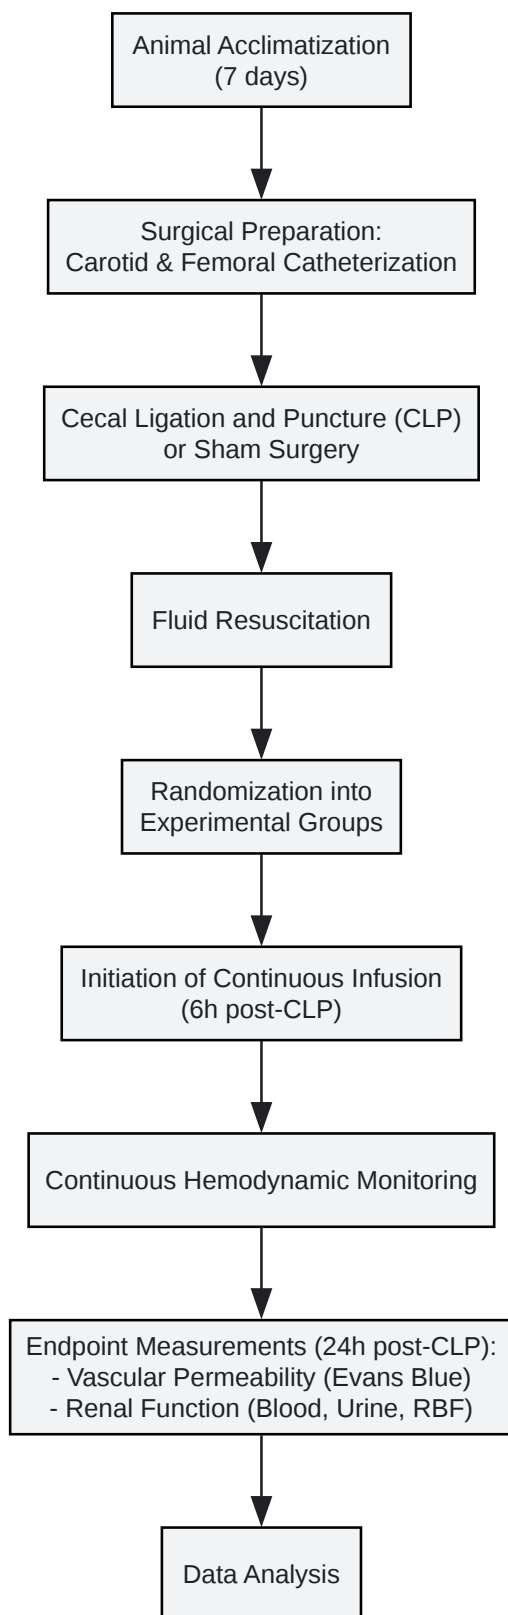 Animal Acclimatization
(7 days)
Surgical Preparation:
Carotid & Femoral Catheterization
Cecal Ligation and Puncture (CLP)
or Sham Surgery
Fluid Resuscitation
Randomization into
Experimental Groups
Initiation of Continuous Infusion
(6h post-CLP)
Continuous Hemodynamic Monitoring
Endpoint Measurements (24h post-CLP):
- Vascular Permeability (Evans Blue)
- Renal Function (Blood, Urine, RBF)
Data Analysis